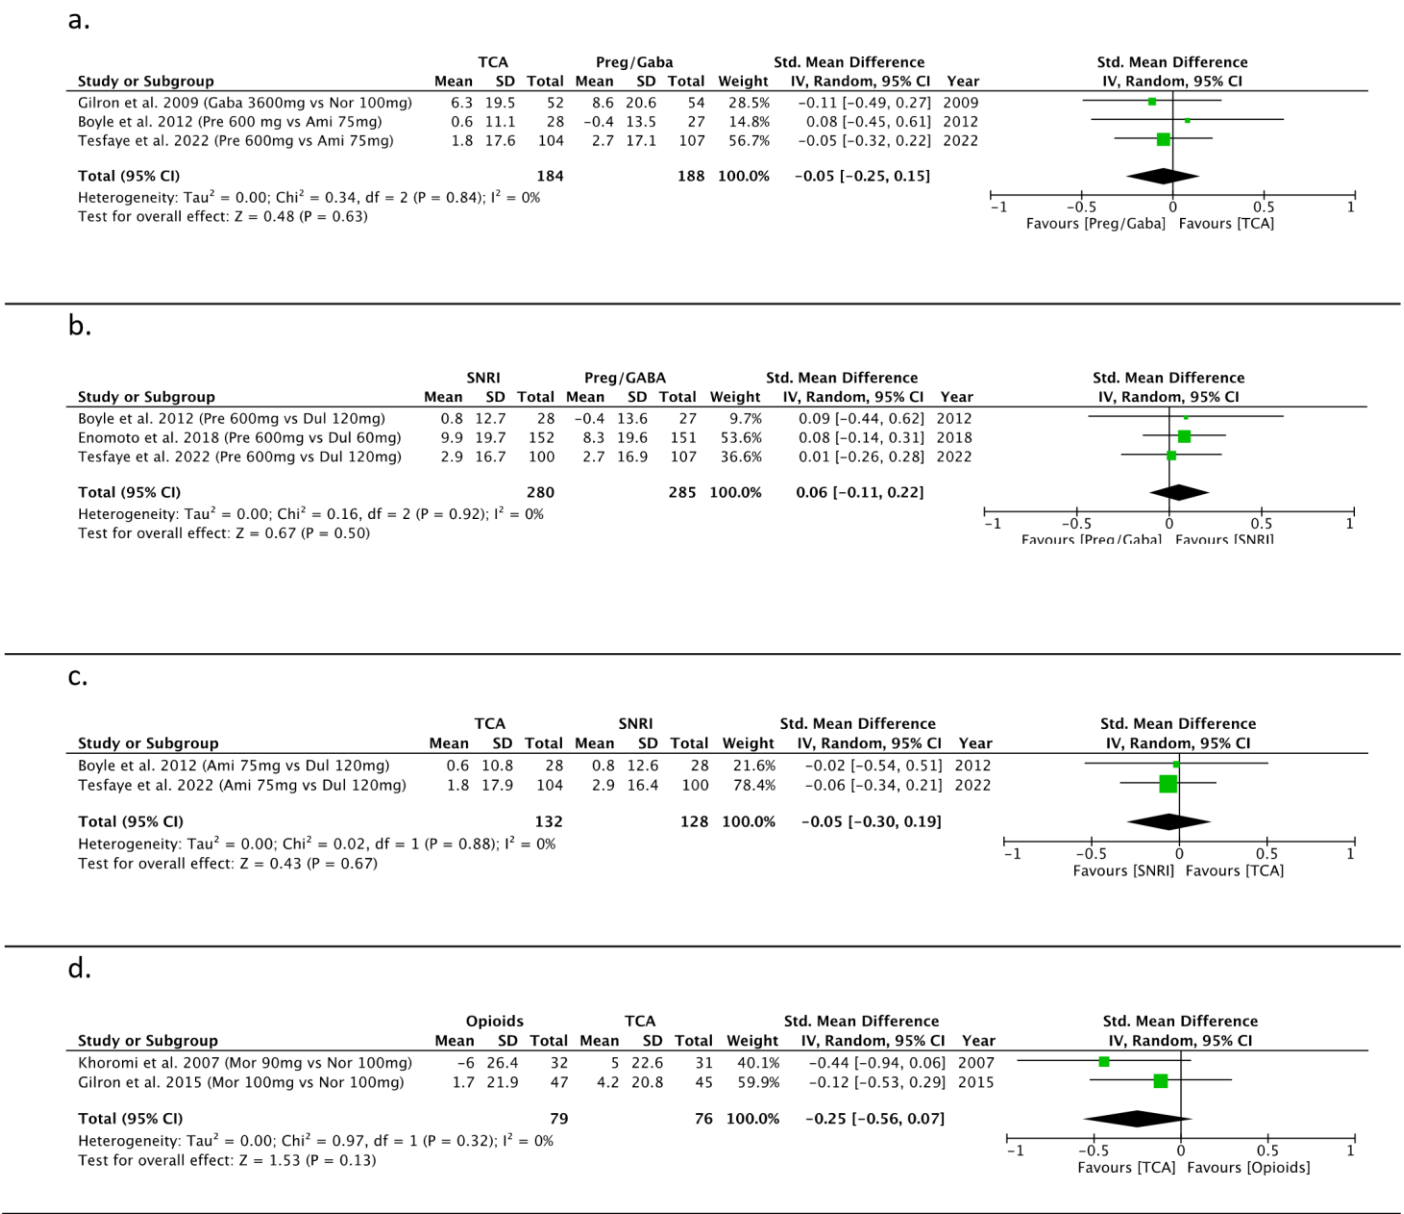 a.
TCA Preg/Gaba Std. Mean Difference Std. Mean Difference
Study or Subgroup Mean SD Total Mean SD Total Weight IV, Random, 95% CI Year IV, Random, 95% CI
Gilron et al. 2009 (Gaba 3600mg vs Nor 100mg) 6.3 19.5 52 8.6 20.6 54 28.5% −0.11 [−0.49, 0.27] 2009
Boyle et al. 2012 (Pre 600 mg vs Ami 75mg) 0.6 11.1 28 −0.4 13.5 27 14.8% 0.08 [−0.45, 0.61] 2012
Tesfaye et al. 2022 (Pre 600mg vs Ami 75mg) 1.8 17.6 104 2.7 17.1 107 56.7% −0.05 [−0.32, 0.22] 2022
Total (95% CI) 184 188 100.0% −0.05 [−0.25, 0.15]
Heterogeneity: Tau² = 0.00; Chi² = 0.34, df = 2 (P = 0.84); I² = 0%
Test for overall effect: Z = 0.48 (P = 0.63)
−1 −0.5 0 0.5 1
Favours [Preg/Gaba] Favours [TCA]
b.
SNRI Preg/GABA Std. Mean Difference Std. Mean Difference
Study or Subgroup Mean SD Total Mean SD Total Weight IV, Random, 95% CI Year IV, Random, 95% CI
Boyle et al. 2012 (Pre 600mg vs Dul 120mg) 0.8 12.7 28 −0.4 13.6 27 9.7% 0.09 [−0.44, 0.62] 2012
Enomoto et al. 2018 (Pre 600mg vs Dul 60mg) 9.9 19.7 152 8.3 19.6 151 53.6% 0.08 [−0.14, 0.31] 2018
Tesfaye et al. 2022 (Pre 600mg vs Dul 120mg) 2.9 16.7 100 2.7 16.9 107 36.6% 0.01 [−0.26, 0.28] 2022
Total (95% CI) 280 285 100.0% 0.06 [−0.11, 0.22]
Heterogeneity: Tau² = 0.00; Chi² = 0.16, df = 2 (P = 0.92); I² = 0%
Test for overall effect: Z = 0.67 (P = 0.50)
−1 −0.5 0 0.5 1
Favours [Preg/Gaba] Favours [SNRI]
c.
TCA SNRI Std. Mean Difference Std. Mean Difference
Study or Subgroup Mean SD Total Mean SD Total Weight IV, Random, 95% CI Year IV, Random, 95% CI
Boyle et al. 2012 (Ami 75mg vs Dul 120mg) 0.6 10.8 28 0.8 12.6 28 21.6% −0.02 [−0.54, 0.51] 2012
Tesfaye et al. 2022 (Ami 75mg vs Dul 120mg) 1.8 17.9 104 2.9 16.4 100 78.4% −0.06 [−0.34, 0.21] 2022
Total (95% CI) 132 128 100.0% −0.05 [−0.30, 0.19]
Heterogeneity: Tau² = 0.00; Chi² = 0.02, df = 1 (P = 0.88); I² = 0%
Test for overall effect: Z = 0.43 (P = 0.67)
−1 −0.5 0 0.5 1
Favours [SNRI] Favours [TCA]
d.
Opioids TCA Std. Mean Difference Std. Mean Difference
Study or Subgroup Mean SD Total Mean SD Total Weight IV, Random, 95% CI Year IV, Random, 95% CI
Khoromi et al. 2007 (Mor 90mg vs Nor 100mg) −6 26.4 32 5 22.6 31 40.1% −0.44 [−0.94, 0.06] 2007
Gilron et al. 2015 (Mor 100mg vs Nor 100mg) 1.7 21.9 47 4.2 20.8 45 59.9% −0.12 [−0.53, 0.29] 2015
Total (95% CI) 79 76 100.0% −0.25 [−0.56, 0.07]
Heterogeneity: Tau² = 0.00; Chi² = 0.97, df = 1 (P = 0.32); I² = 0%
Test for overall effect: Z = 1.53 (P = 0.13)
−1 −0.5 0 0.5 1
Favours [TCA] Favours [Opioids]